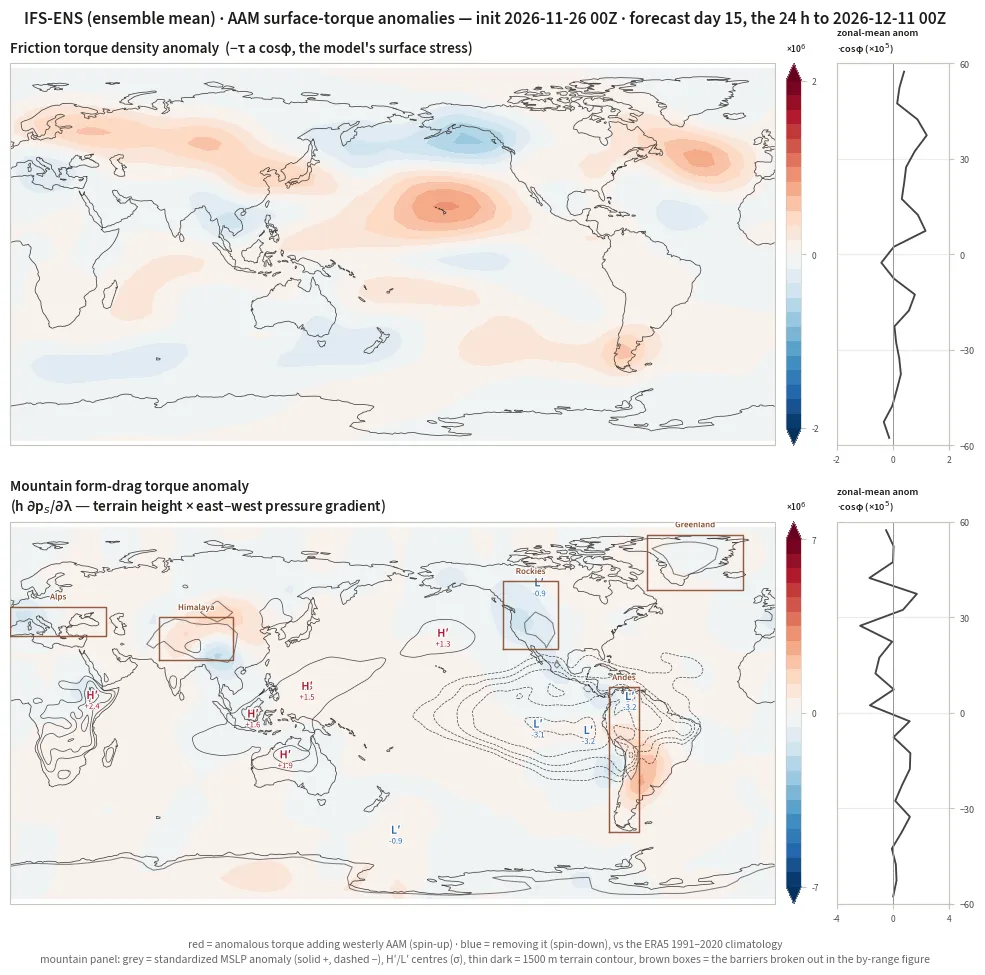 IFS-ENS (ensemble mean) · AAM surface-torque anomalies — init 2026-11-26 00Z · forecast day 15, the 24 h to 2026-12-11 00Z
Friction torque density anomaly (−τ a cosφ, the model's surface stress)
×10⁶
zonal-mean anom
·cosφ (×10⁵)
2
0
-2
60
30
0
−30
−60
-2
0
2
Mountain form-drag torque anomaly
(h ∂pₛ/∂λ — terrain height × east–west pressure gradient)
×10⁶
zonal-mean anom
·cosφ (×10⁵)
Greenland
Rockies
L′
-0.9
Alps
Himalaya
H′
+1.3
Andes
H′
+2.4
H′
+1.5
L′
-3.2
H′
+1.6
L′
-3.1
L′
-3.2
H′
+1.9
L′
-0.9
7
0
-7
60
30
0
−30
−60
-4
0
4
red = anomalous torque adding westerly AAM (spin-up) · blue = removing it (spin-down), vs the ERA5 1991–2020 climatology
mountain panel: grey = standardized MSLP anomaly (solid +, dashed −), H′/L′ centres (σ), thin dark = 1500 m terrain contour, brown boxes = the barriers broken out in the by-range figure